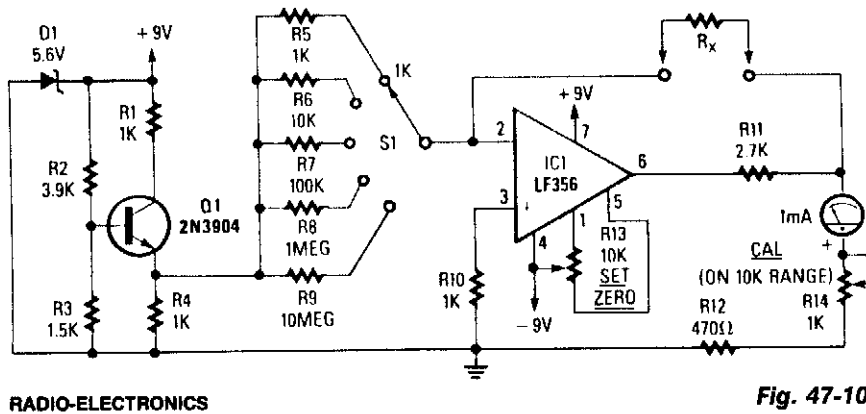 D1
5.6V
+ 9V
R1
1K
R2
3.9K
Q1
2N3904
R3
1.5K
R4
1K
R5
1K
R6
10K
R7
100K
R8
1MEG
R9
10MEG
1K
S1
2
3
+ 9V
7
IC1
LF356
6
4
1
5
R13
10K
SET
ZERO
R10
1K
- 9V
RX
R11
2.7K
1mA
+
CAL
(ON 10K RANGE)
R14
1K
R12
470Ω
RADIO-ELECTRONICS
Fig. 47-10